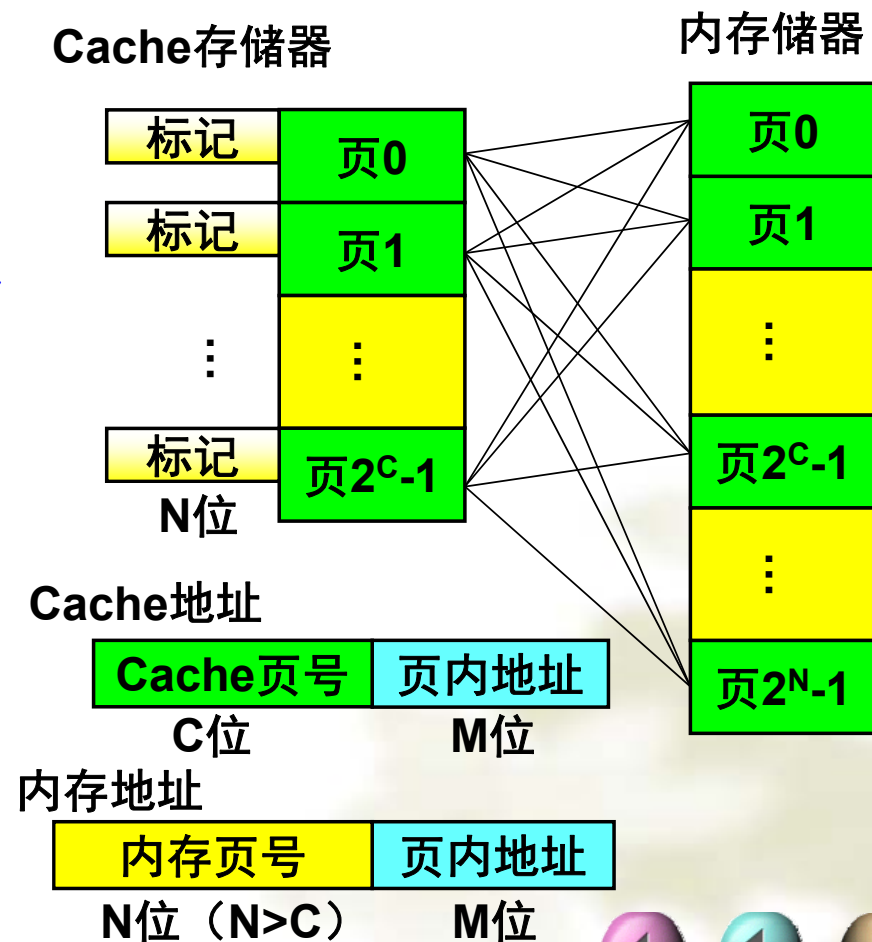 Cache存储器
内存储器
标记
页0
页0
标记
页1
页1
⋮
⋮
⋮
标记
页2^C-1
页2^C-1
N位
⋮
Cache地址
Cache页号
页内地址
页2^N-1
C位
M位
内存地址
内存页号
页内地址
N位（N>C）
M位